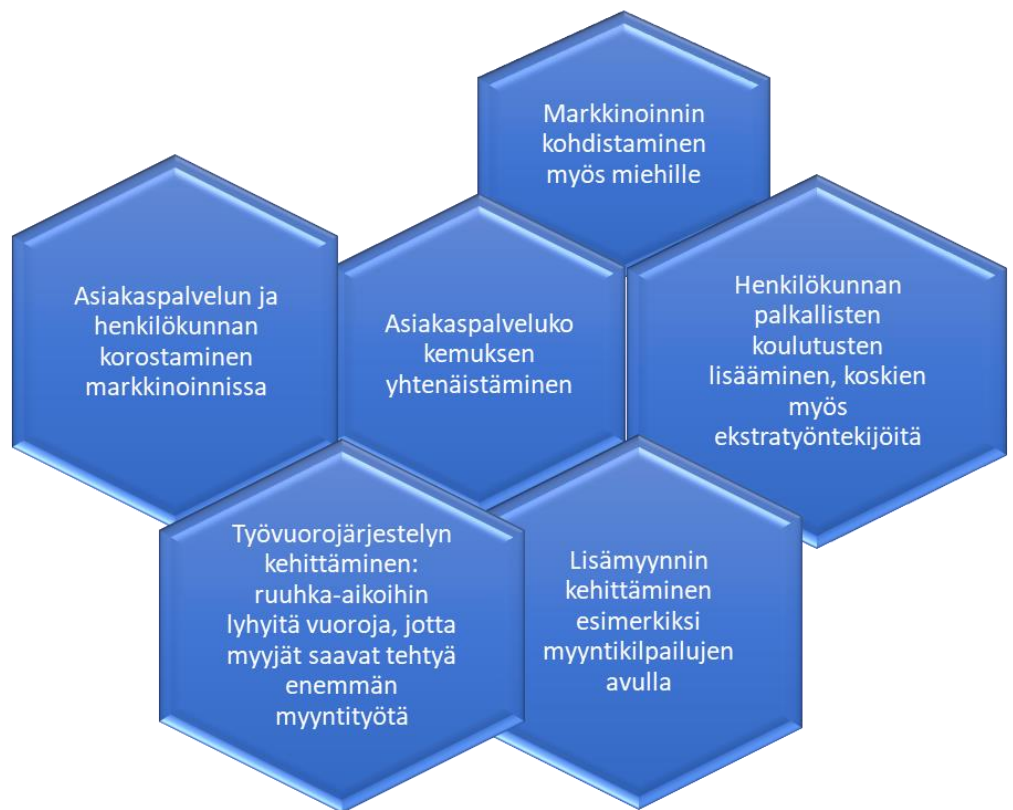 Markkinoinnin
kohdistaminen
myös miehille
Asiakaspalvelun ja
henkilökunnan
korostaminen
markkinoinnissa
Asiakaspalveluko
kemuksen
yhtenäistäminen
Henkilökunnan
palkallisten
koulutusten
lisääminen, koskien
myös
ekstratyöntekijöitä
Työvuorojärjestelyn
kehittäminen:
ruuhka-aikoihin
lyhyitä vuoroja, jotta
myyjät saavat tehtyä
enemmän
myyntityötä
Lisämyynnin
kehittäminen
esimerkiksi
myyntikilpailujen
avulla